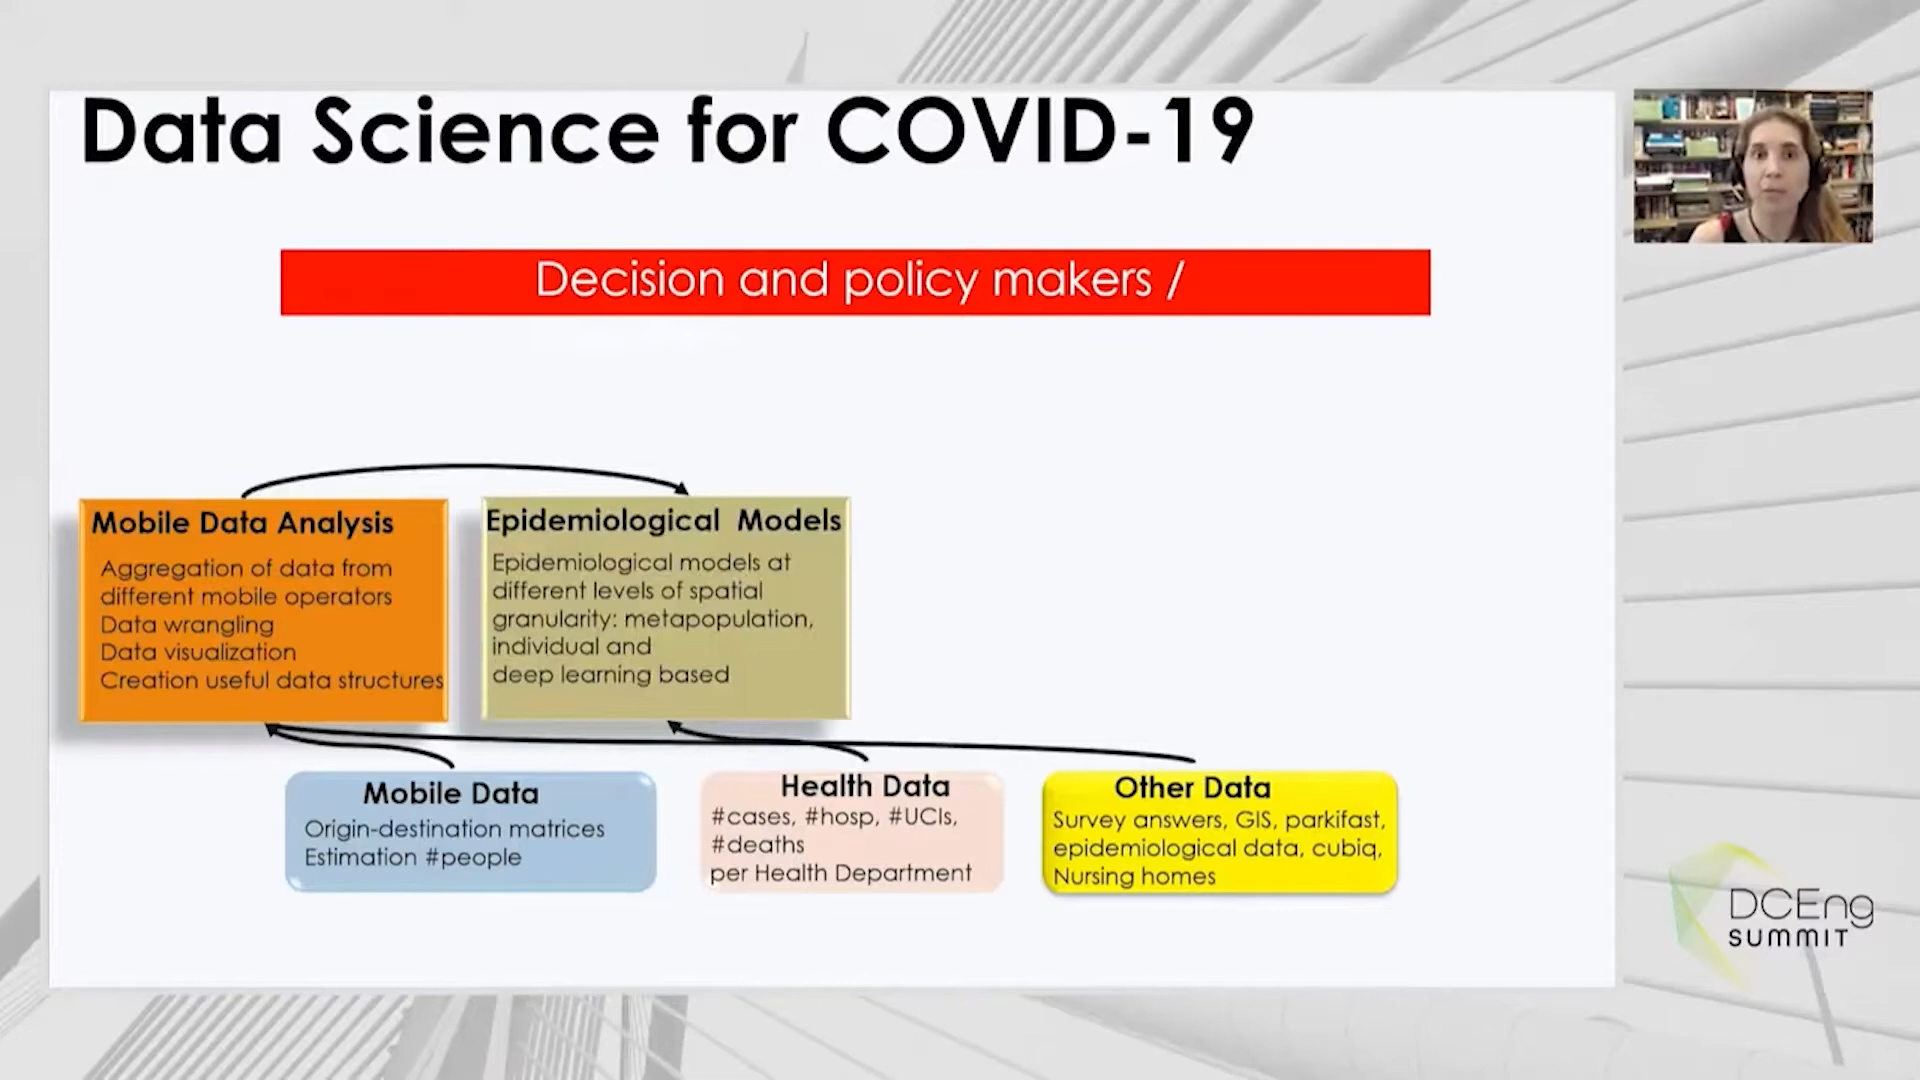 Data Science for COVID-19
Decision and policy makers /
Mobile Data Analysis
Aggregation of data from
different mobile operators
Data wrangling
Data visualization
Creation useful data structures
Epidemiological Models
Epidemiological models at
different levels of spatial
granularity: metapopulation,
individual and
deep learning based
Mobile Data
Origin-destination matrices
Estimation #people
Health Data
#cases, #hosp, #UCIs,
#deaths
per Health Department
Other Data
Survey answers, GIS, parkifast,
epidemiological data, cubiq,
Nursing homes
DCEng
SUMMIT